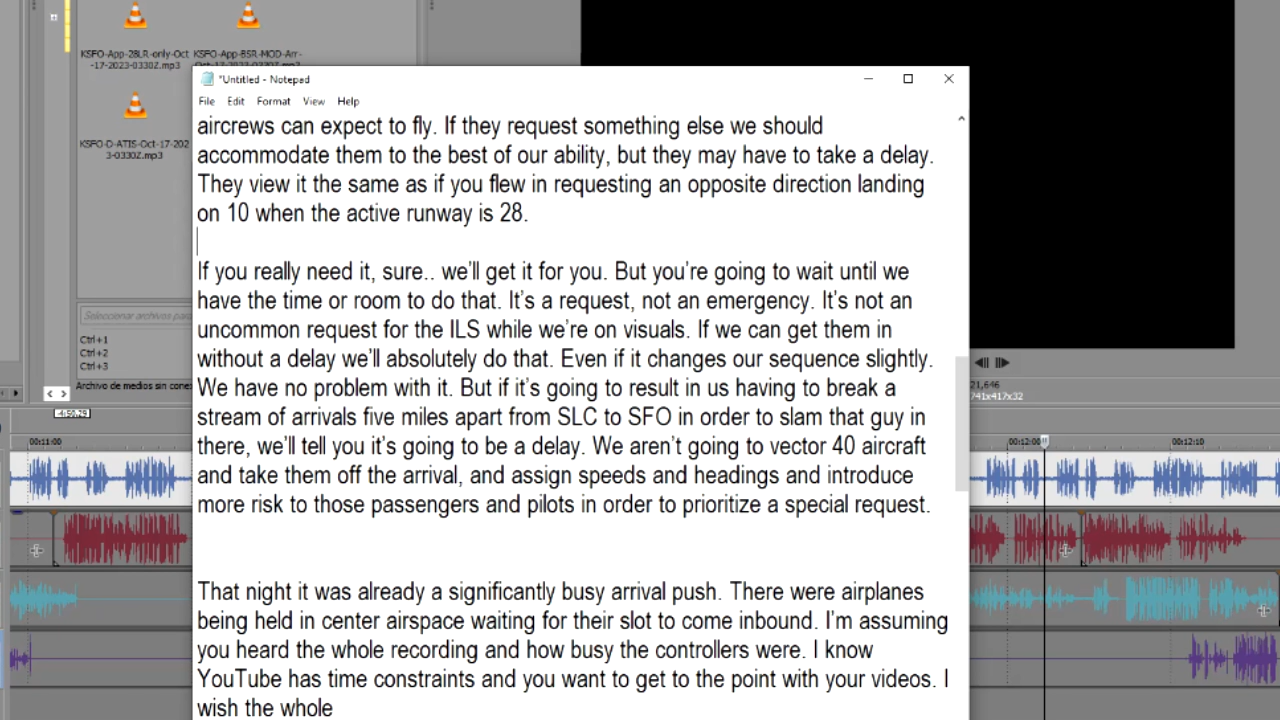 KSFO-App-28LR-only-Oct
-17-2023-0330Z.mp3
KSFO-App-BSR-MOD-Arr-
Oct-17-2023-0330Z.mp3
KSFO-D-ATIS-Oct-17-202
3-0330Z.mp3
*Untitled - Notepad
File Edit Format View Help
aircrews can expect to fly. If they request something else we should
accommodate them to the best of our ability, but they may have to take a delay.
They view it the same as if you flew in requesting an opposite direction landing
on 10 when the active runway is 28.
If you really need it, sure.. we'll get it for you. But you're going to wait until we
have the time or room to do that. It's a request, not an emergency. It's not an
uncommon request for the ILS while we're on visuals. If we can get them in
without a delay we'll absolutely do that. Even if it changes our sequence slightly.
We have no problem with it. But if it's going to result in us having to break a
stream of arrivals five miles apart from SLC to SFO in order to slam that guy in
there, we'll tell you it's going to be a delay. We aren't going to vector 40 aircraft
and take them off the arrival, and assign speeds and headings and introduce
more risk to those passengers and pilots in order to prioritize a special request.
That night it was already a significantly busy arrival push. There were airplanes
being held in center airspace waiting for their slot to come inbound. I'm assuming
you heard the whole recording and how busy the controllers were. I know
YouTube has time constraints and you want to get to the point with your videos. I
wish the whole
Seleccionar archivos para
Ctrl+1
Ctrl+2
Ctrl+3
Archivo de medios sin cone
-4:50,29
00:11:00
21,646
741x417x32
00:12:00
00:12:10